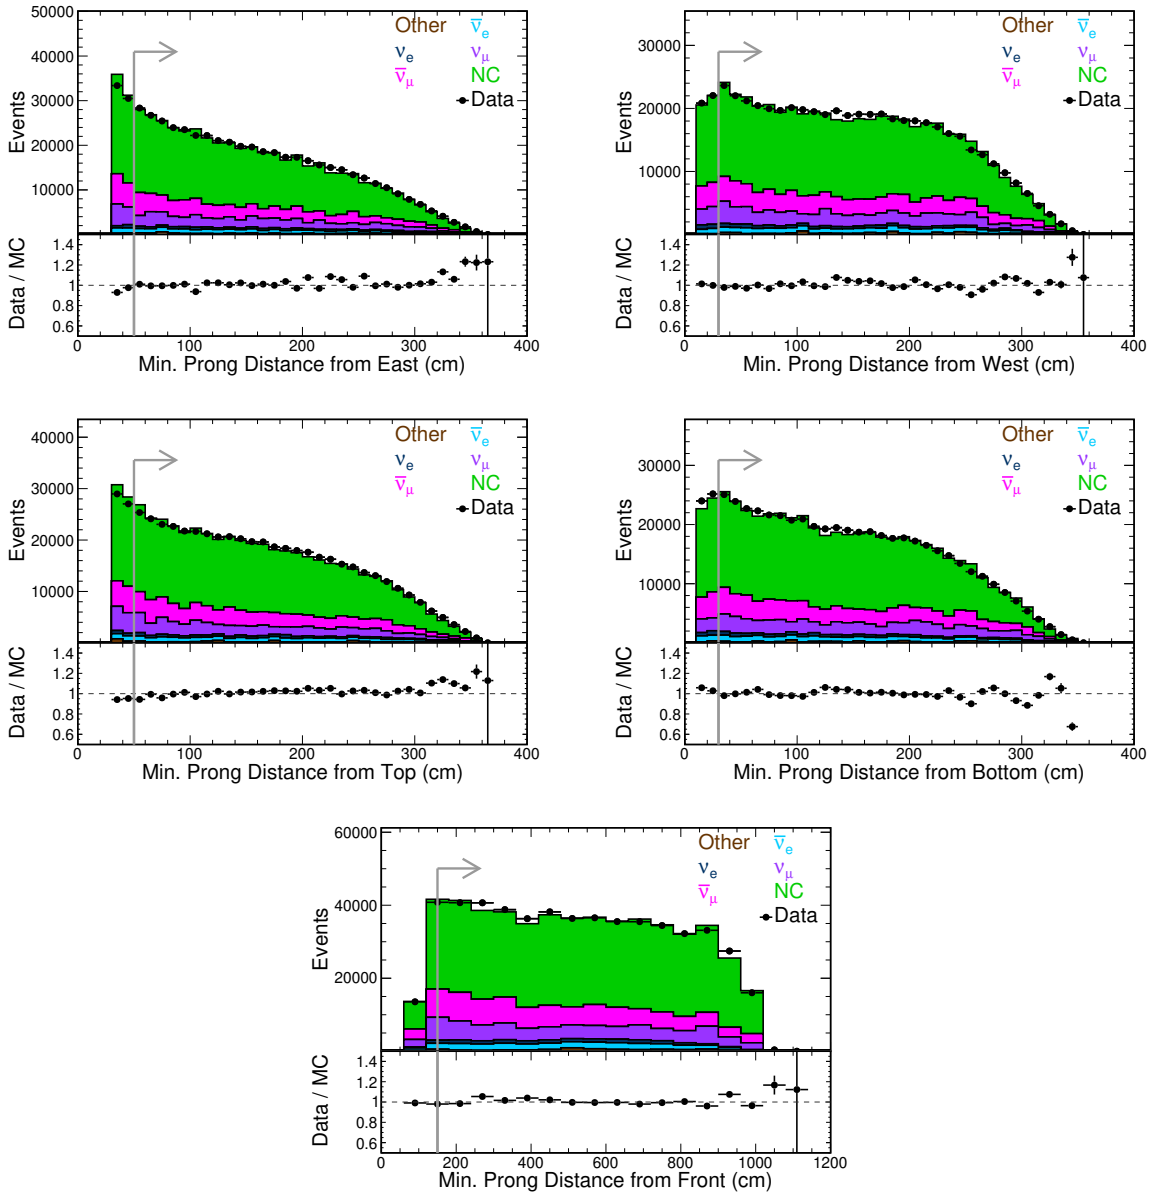 50000
40000
30000
20000
10000
Events
Other ν̅e
νe νμ
ν̅μ NC
Data
1.4
1.2
1
0.8
0.6
Data / MC
0 100 200 300 400
Min. Prong Distance from East (cm)
30000
20000
10000
Events
Other ν̅e
νe νμ
ν̅μ NC
Data
1.4
1.2
1
0.8
0.6
Data / MC
0 100 200 300 400
Min. Prong Distance from West (cm)
40000
30000
20000
10000
Events
Other ν̅e
νe νμ
ν̅μ NC
Data
1.4
1.2
1
0.8
0.6
Data / MC
0 100 200 300 400
Min. Prong Distance from Top (cm)
30000
20000
10000
Events
Other ν̅e
νe νμ
ν̅μ NC
Data
1.4
1.2
1
0.8
0.6
Data / MC
0 100 200 300 400
Min. Prong Distance from Bottom (cm)
60000
40000
20000
Events
Other ν̅e
νe νμ
ν̅μ NC
Data
1.4
1.2
1
0.8
0.6
Data / MC
0 200 400 600 800 1000 1200
Min. Prong Distance from Front (cm)